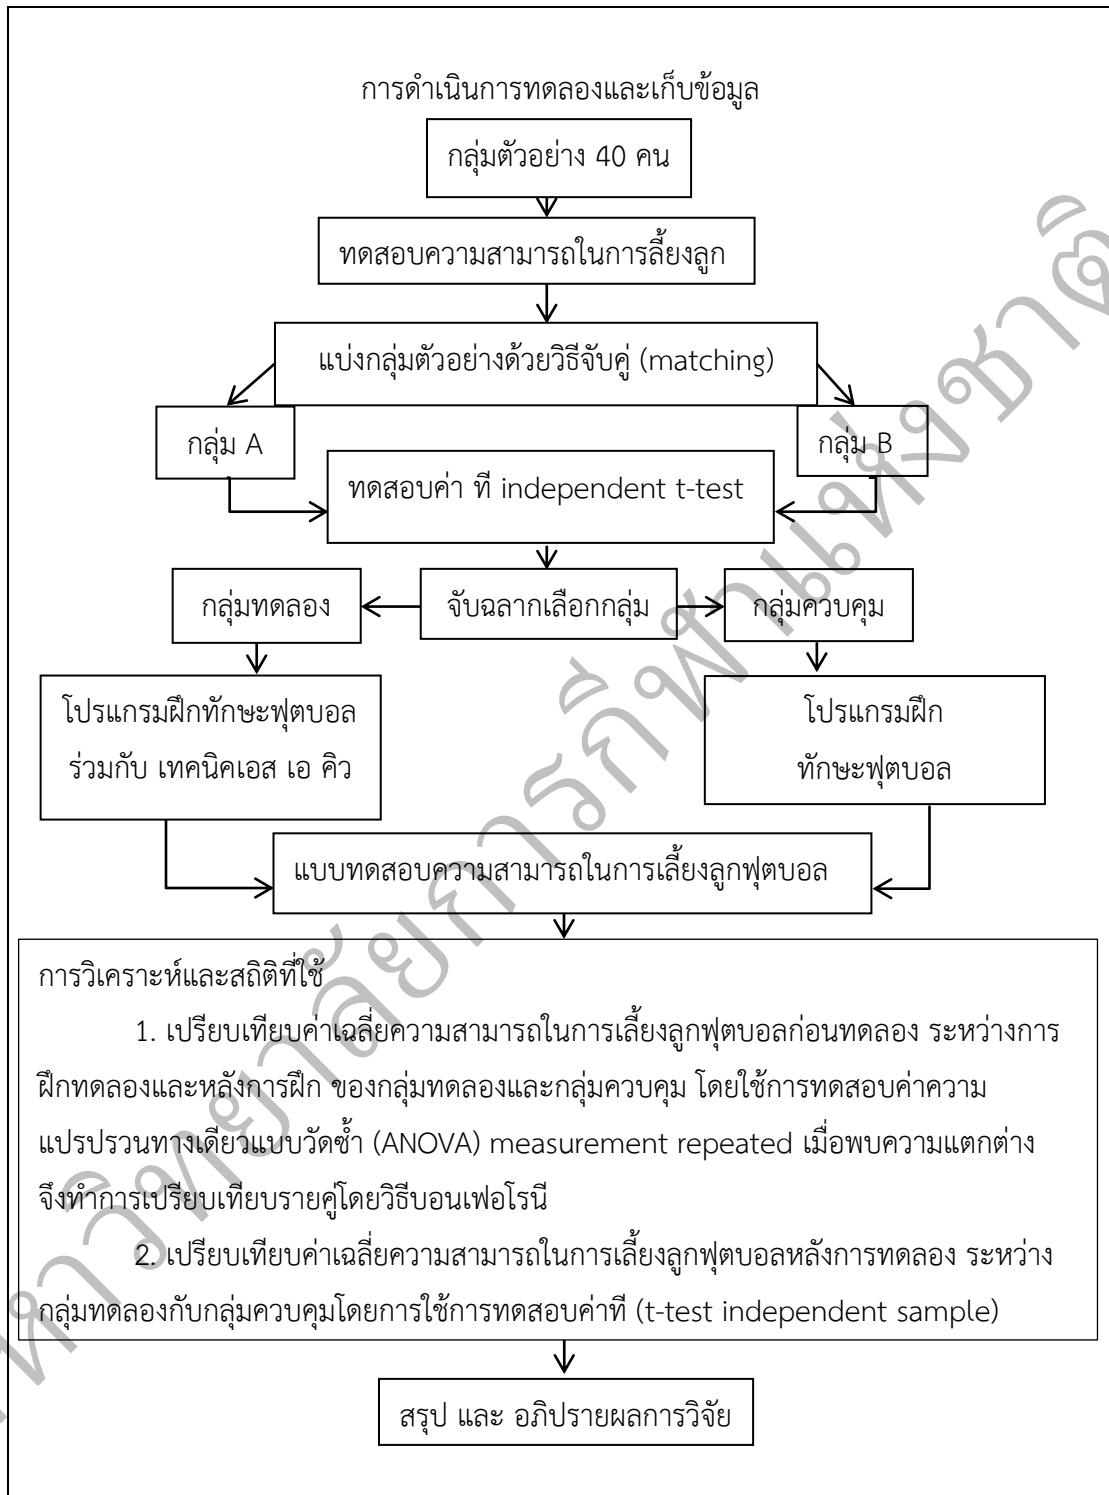 การดำเนินการทดลองและเก็บข้อมูล
กลุ่มตัวอย่าง 40 คน
ทดสอบความสามารถในการลี้ยงลูก
แบ่งกลุ่มตัวอย่างด้วยวิธีจับคู่ (matching)
กลุ่ม A
กลุ่ม B
ทดสอบค่า ที independent t-test
กลุ่มทดลอง
จับฉลากเลือกกลุ่ม
กลุ่มควบคุม
โปรแกรมฝึกทักษะฟุตบอล
ร่วมกับ เทคนิคเอส เอ คิว
โปรแกรมฝึก
ทักษะฟุตบอล
แบบทดสอบความสามารถในการเลี้ยงลูกฟุตบอล
การวิเคราะห์และสถิติที่ใช้
1. เปรียบเทียบค่าเฉลี่ยความสามารถในการเลี้ยงลูกฟุตบอลก่อนทดลอง ระหว่างการ
ฝึกทดลองและหลังการฝึก ของกลุ่มทดลองและกลุ่มควบคุม โดยใช้การทดสอบค่าความ
แปรปรวนทางเดียวแบบวัดซ้ำ (ANOVA) measurement repeated เมื่อพบความแตกต่าง
จึงทำการเปรียบเทียบรายคู่โดยวิธีบอนเฟอโรนี
2. เปรียบเทียบค่าเฉลี่ยความสามารถในการเลี้ยงลูกฟุตบอลหลังการทดลอง ระหว่าง
กลุ่มทดลองกับกลุ่มควบคุมโดยการใช้การทดสอบค่าที (t-test independent sample)
สรุป และ อภิปรายผลการวิจัย
มหาวิทยาลัยการกีฬาแห่งชาติ